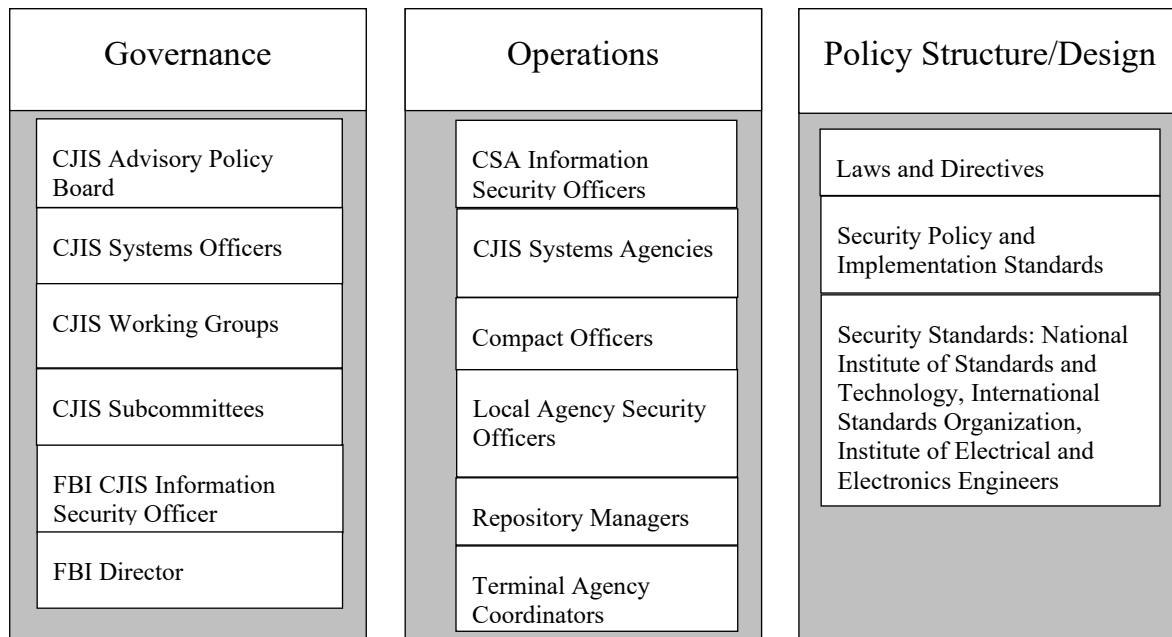 Governance
CJIS Advisory Policy
Board
CJIS Systems Officers
CJIS Working Groups
CJIS Subcommittees
FBI CJIS Information
Security Officer
FBI Director
Operations
CSA Information
Security Officers
CJIS Systems Agencies
Compact Officers
Local Agency Security
Officers
Repository Managers
Terminal Agency
Coordinators
Policy Structure/Design
Laws and Directives
Security Policy and
Implementation Standards
Security Standards: National
Institute of Standards and
Technology, International
Standards Organization,
Institute of Electrical and
Electronics Engineers